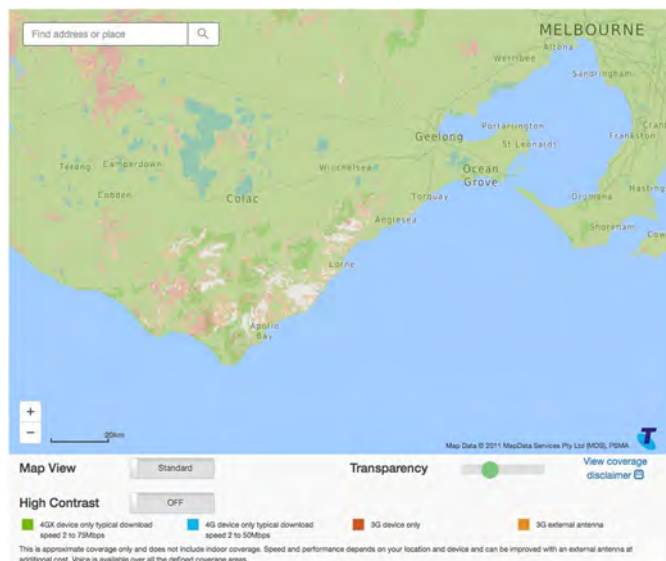 Find address or place
MELBOURNE
Altona
Werribee
Sandringham
Geelong
Portarlington
St Leonards
Frankston
Ocean
Grove
Terang
Camperdown
Winchelsea
Cobden
Colac
Torquay
Dromana
Hastin
Anglesea
Shoreham
Cow
Lorne
Apollo
Bay
+
−
20km
Map Data © 2011 MapData Services Pty Ltd (MDS), PSMA
Map View
Standard
Transparency
View coverage
disclaimer
High Contrast
OFF
4GX device only typical download
speed 2 to 75Mbps
4G device only typical download
speed 2 to 50Mbps
3G device only
3G external antenna
This is approximate coverage only and does not include indoor coverage. Speed and performance depends on your location and device and can be improved with an external antenna at
additional cost. Voice is available over all the defined coverage areas.